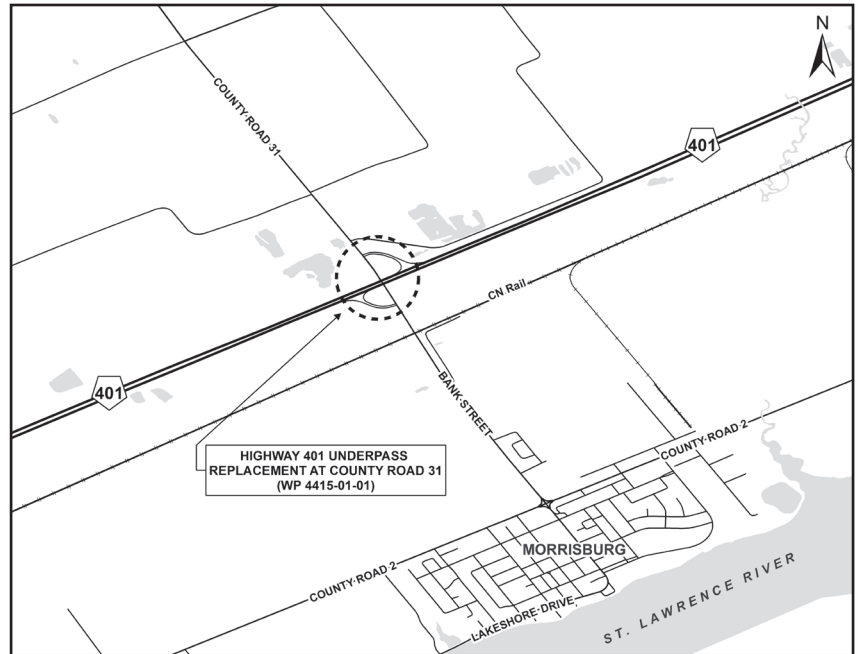 N
COUNTY ROAD 31
401
CN Rail
401
BANK STREET
HIGHWAY 401 UNDERPASS
REPLACEMENT AT COUNTY ROAD 31
(WP 4415-01-01)
COUNTY ROAD 2
MORRISBURG
COUNTY ROAD 2
LAKESHORE DRIVE
ST. LAWRENCE RIVER